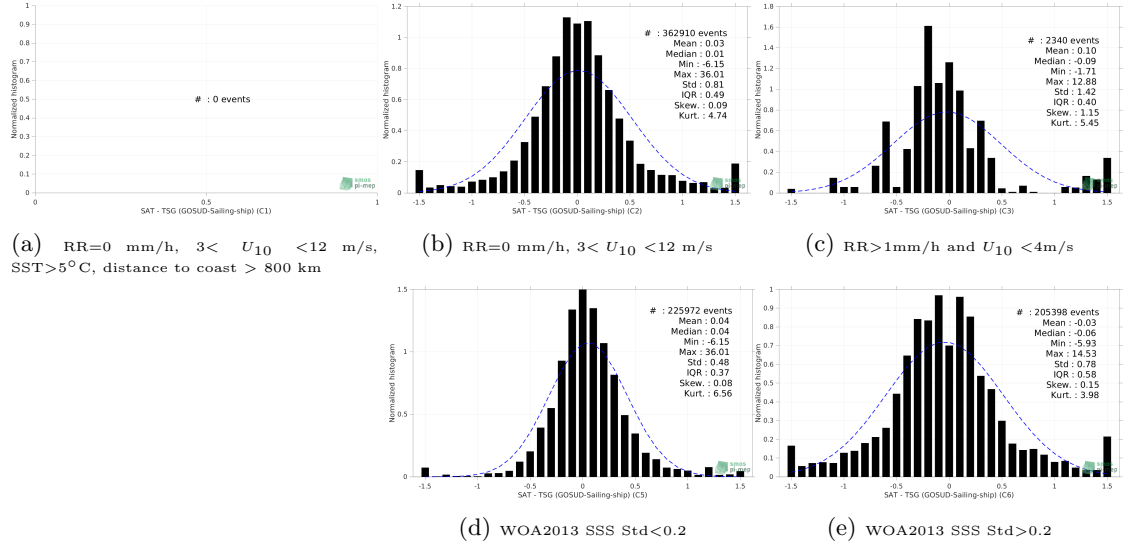 1
0.9
0.8
0.7
0.6
0.5
0.4
0.3
0.2
0.1
0
0
0.5
1
Normalized histogram
# : 0 events
smos
pi-mep
SAT - TSG (GOSUD-Sailing-ship) (C1)
(a) RR=0 mm/h, 3< U10 <12 m/s,
SST>5°C, distance to coast > 800 km
1.2
1
0.8
0.6
0.4
0.2
0
-1.5
-1
-0.5
0
0.5
1
1.5
Normalized histogram
# : 362910 events
Mean : 0.03
Median : 0.01
Min : -6.15
Max : 36.01
Std : 0.81
IQR : 0.49
Skew. : 0.09
Kurt. : 4.74
smos
pi-mep
SAT - TSG (GOSUD-Sailing-ship) (C2)
(b) RR=0 mm/h, 3< U10 <12 m/s
1.8
1.6
1.4
1.2
1
0.8
0.6
0.4
0.2
0
-1.5
-1
-0.5
0
0.5
1
1.5
Normalized histogram
# : 2340 events
Mean : 0.10
Median : -0.09
Min : -1.71
Max : 12.88
Std : 1.42
IQR : 0.40
Skew. : 1.15
Kurt. : 5.45
smos
pi-mep
SAT - TSG (GOSUD-Sailing-ship) (C3)
(c) RR>1mm/h and U10 <4m/s
1.5
1
0.5
0
-1.5
-1
-0.5
0
0.5
1
1.5
Normalized histogram
# : 225972 events
Mean : 0.04
Median : 0.04
Min : -6.15
Max : 36.01
Std : 0.48
IQR : 0.37
Skew. : 0.08
Kurt. : 6.56
smos
pi-mep
SAT - TSG (GOSUD-Sailing-ship) (C5)
(d) WOA2013 SSS Std<0.2
1
0.9
0.8
0.7
0.6
0.5
0.4
0.3
0.2
0.1
0
-1.5
-1
-0.5
0
0.5
1
1.5
Normalized histogram
# : 205398 events
Mean : -0.03
Median : -0.06
Min : -5.93
Max : 14.53
Std : 0.78
IQR : 0.58
Skew. : 0.15
Kurt. : 3.98
smos
pi-mep
SAT - TSG (GOSUD-Sailing-ship) (C6)
(e) WOA2013 SSS Std>0.2